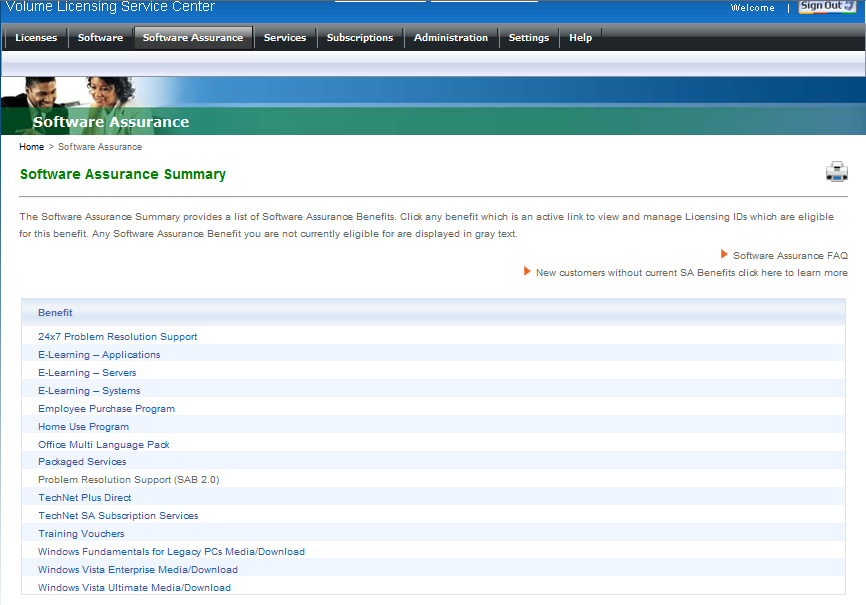 Volume Licensing Service Center
Welcome | Sign Out
Licenses Software Software Assurance Services Subscriptions Administration Settings Help
Software Assurance
Home > Software Assurance
Software Assurance Summary
The Software Assurance Summary provides a list of Software Assurance Benefits. Click any benefit which is an active link to view and manage Licensing IDs which are eligible
for this benefit. Any Software Assurance Benefit you are not currently eligible for are displayed in gray text.
Software Assurance FAQ
New customers without current SA Benefits click here to learn more
Benefit
24x7 Problem Resolution Support
E-Learning – Applications
E-Learning – Servers
E-Learning – Systems
Employee Purchase Program
Home Use Program
Office Multi Language Pack
Packaged Services
Problem Resolution Support (SAB 2.0)
TechNet Plus Direct
TechNet SA Subscription Services
Training Vouchers
Windows Fundamentals for Legacy PCs Media/Download
Windows Vista Enterprise Media/Download
Windows Vista Ultimate Media/Download